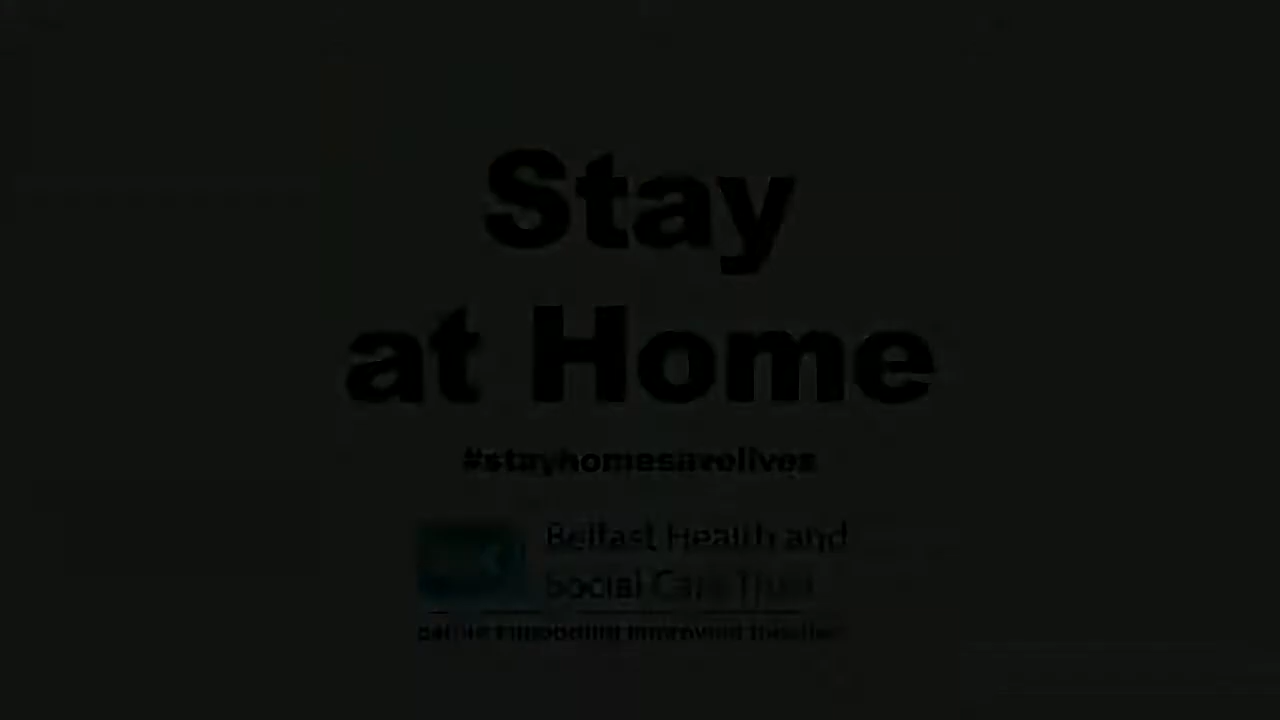 Stay
at Home
#stayhomesavelives
Belfast Health and
Social Care Trust